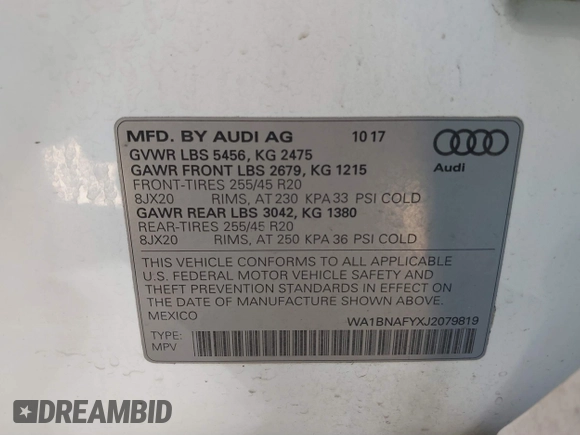 MFD. BY AUDI AG 10 17
GVWR LBS 5456, KG 2475
GAWR FRONT LBS 2679, KG 1215
FRONT-TIRES 255/45 R20
8JX20 RIMS, AT 230 KPA 33 PSI COLD
GAWR REAR LBS 3042, KG 1380
REAR-TIRES 255/45 R20
8JX20 RIMS, AT 250 KPA 36 PSI COLD
Audi
THIS VEHICLE CONFORMS TO ALL APPLICABLE
U.S. FEDERAL MOTOR VEHICLE SAFETY AND
THEFT PREVENTION STANDARDS IN EFFECT ON
THE DATE OF MANUFACTURE SHOWN ABOVE.
MEXICO WA1BNAFYXJ2079819
TYPE:
MPV
DREAMBID